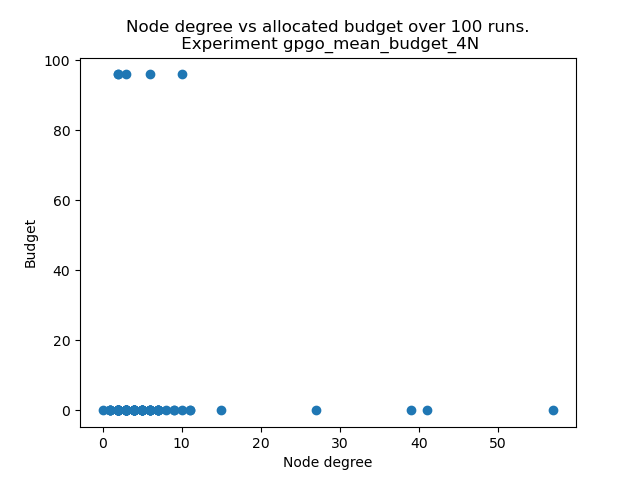 Node degree vs allocated budget over 100 runs.
Experiment gpgo_mean_budget_4N
100
80
60
40
20
0
Budget
0 10 20 30 40 50
Node degree